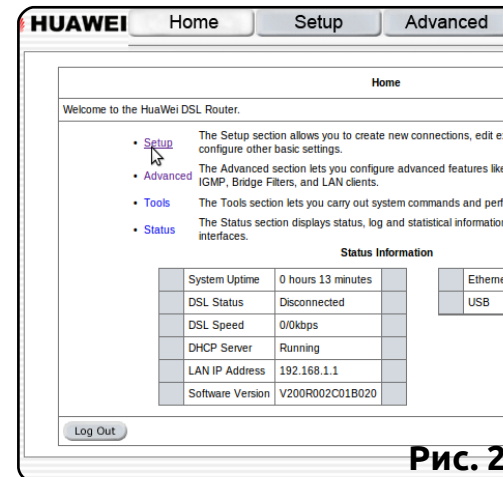 HUAWEI Home Setup Advanced
Home
Welcome to the HuaWei DSL Router.
• Setup The Setup section allows you to create new connections, edit
configure other basic settings.
• Advanced The Advanced section lets you configure advanced features like
IGMP, Bridge Filters, and LAN clients.
• Tools The Tools section lets you carry out system commands and
• Status The Status section displays status, log and statistical
interfaces.
Status Information
System Uptime 0 hours 13 minutes
DSL Status Disconnected USB
DSL Speed 0/0kbps
DHCP Server Running
LAN IP Address 192.168.1.1
Software Version V200R002C01B020
Log Out
Рис. 2